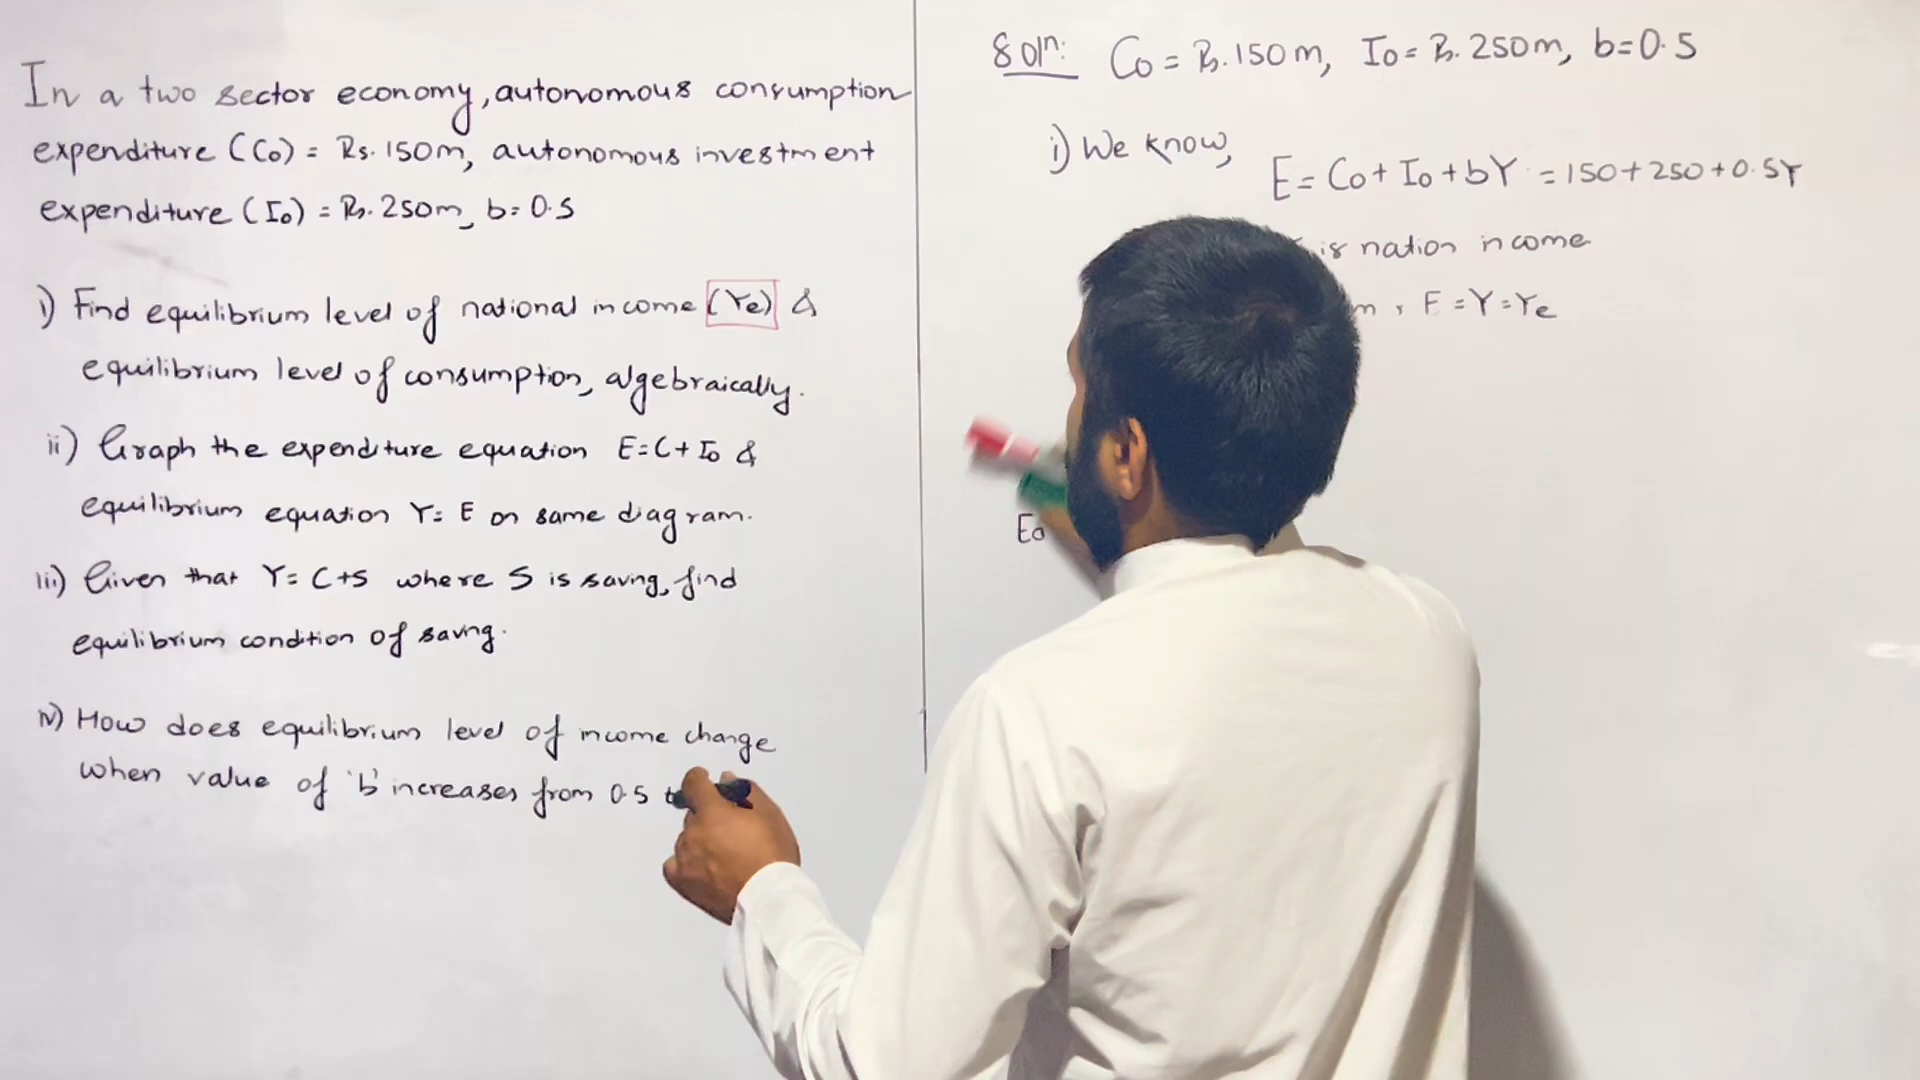 In a two sector economy, autonomous consumption
expenditure (Co) = Rs. 150m, autonomous investment
expenditure (Io) = Rs. 250m, b = 0.5
i) Find equilibrium level of national income (Ye) &
equilibrium level of consumption, algebraically.
ii) Graph the expenditure equation E=C+Io &
equilibrium equation Y= E on same diagram.
iii) Given that Y= C+S where S is saving, find
equilibrium condition of saving.
iv) How does equilibrium level of income change
when value of 'b' increases from 0.5
Soln: Co = Rs. 150m, Io = Rs. 250m, b=0.5
i) We know,
E= Co+ Io+bY = 150+250+0.5Y
is nation income
E =Y=Ye